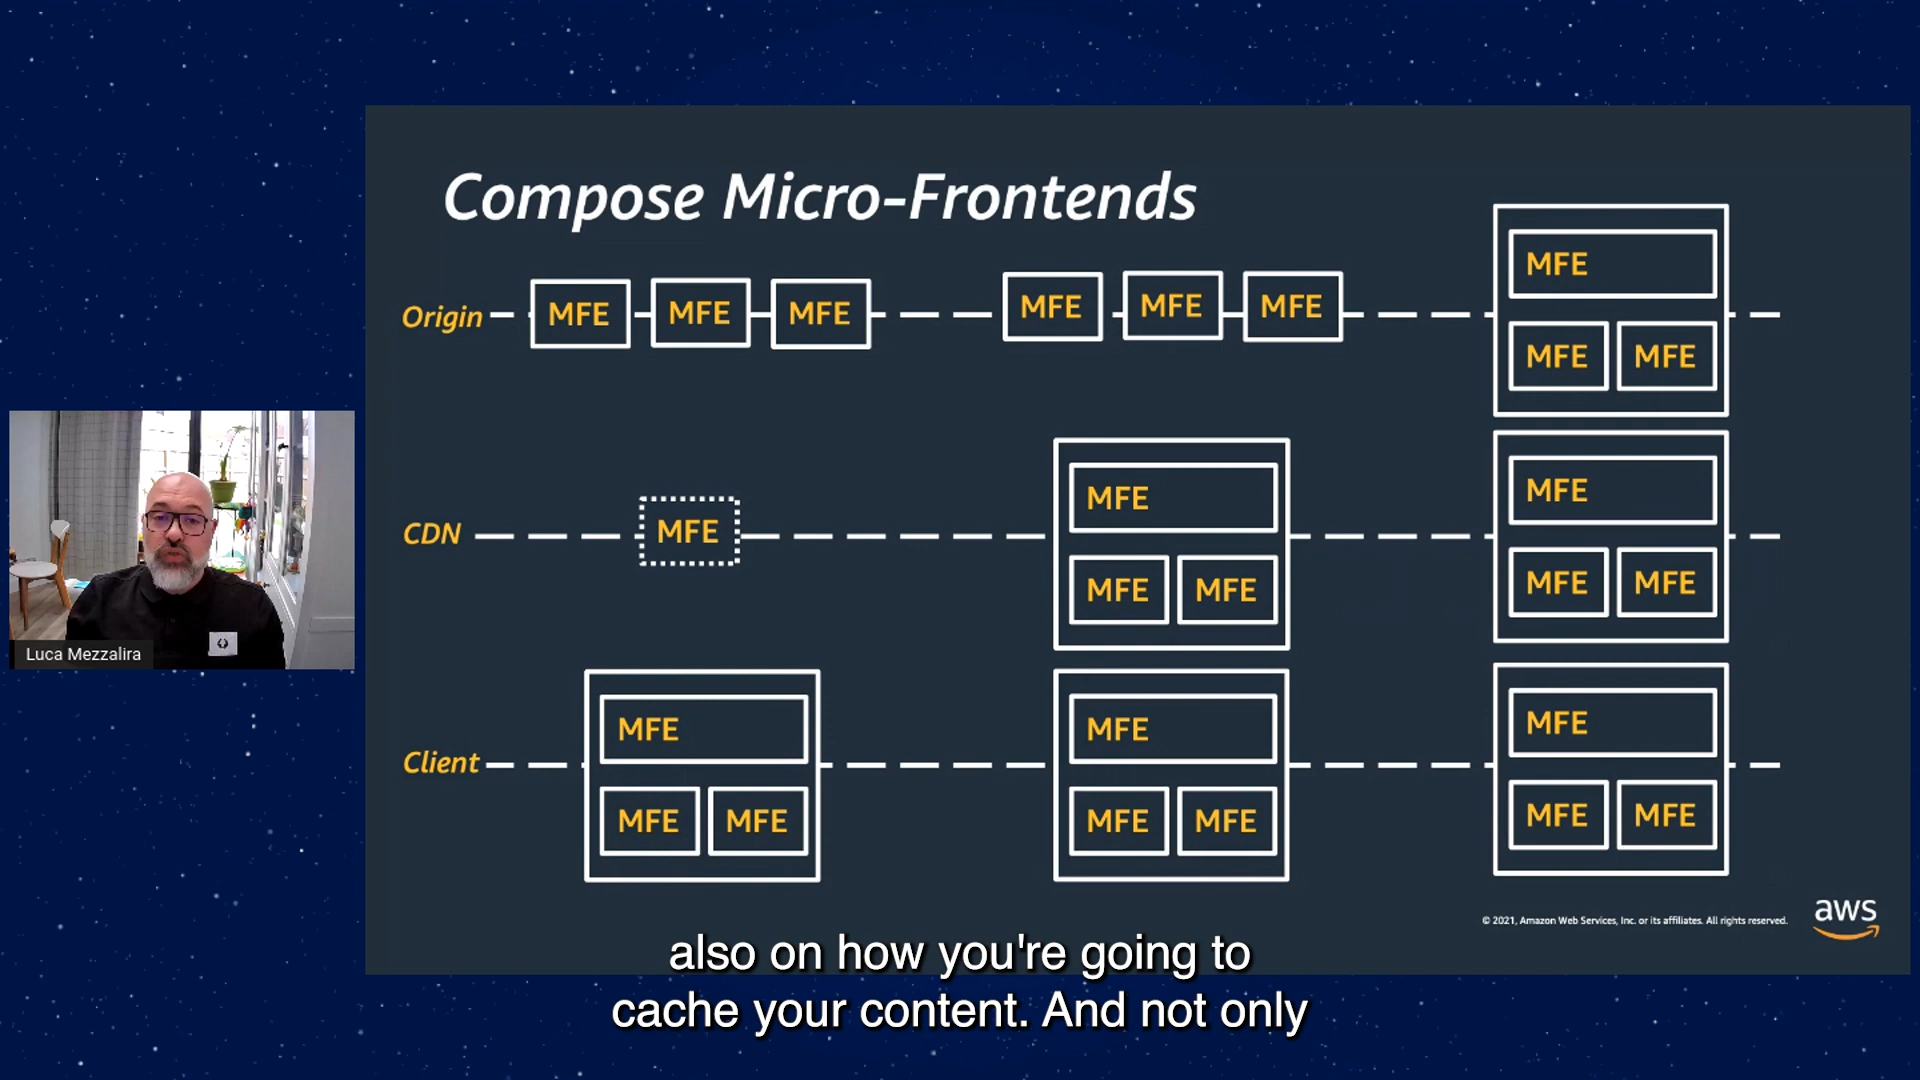 Compose Micro-Frontends
Origin MFE MFE MFE MFE MFE MFE MFE
MFE MFE
CDN MFE MFE MFE
MFE MFE MFE MFE
Client MFE MFE MFE
MFE MFE MFE MFE MFE MFE
Luca Mezzalira
© 2021, Amazon Web Services, Inc. or its affiliates. All rights reserved.
aws
also on how you're going to
cache your content. And not only